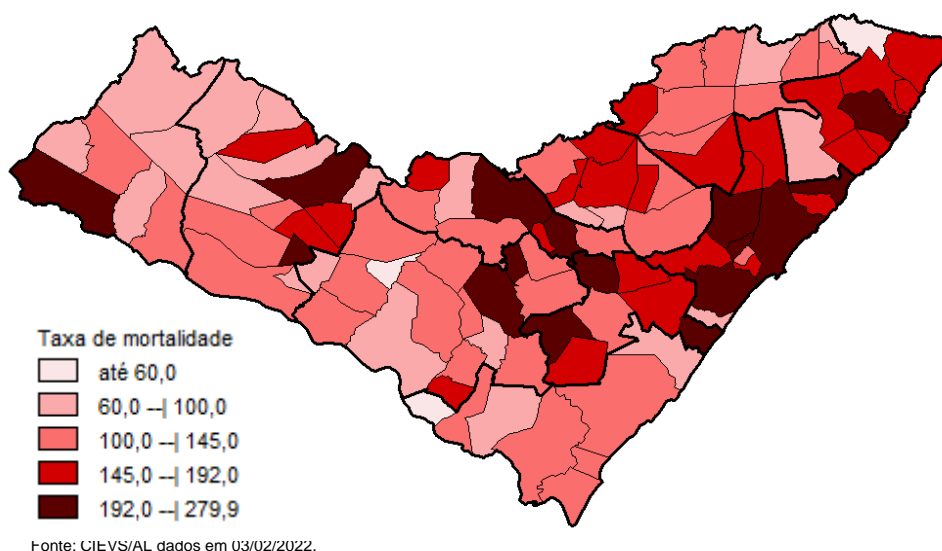 Taxa de mortalidade
até 60,0
60,0 --| 100,0
100,0 --| 145,0
145,0 --| 192,0
192,0 --| 279,9
Fonte: CIEVS/AL dados em 03/02/2022.